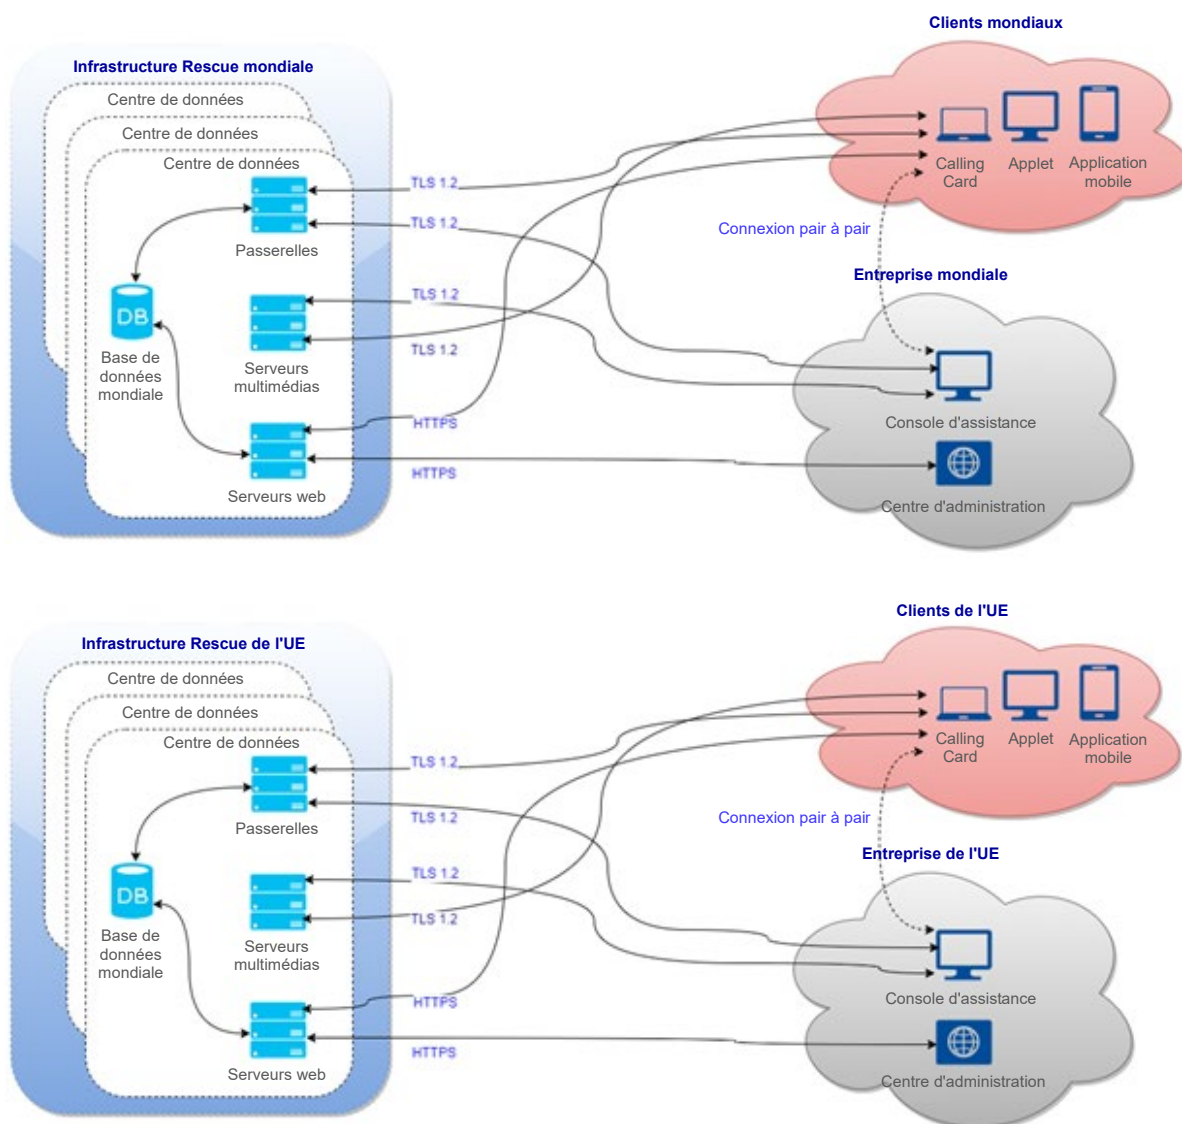 Clients mondiaux
Infrastructure Rescue mondiale
Centre de données
Centre de données
Centre de données
Passerelles
DB
Base de
données
mondiale
Serveurs
multimédias
Serveurs web
TLS 1.2
TLS 1.2
TLS 1.2
TLS 1.2
HTTPS
HTTPS
Calling
Card
Applet
Application
mobile
Connexion pair à pair
Entreprise mondiale
Console d'assistance
Centre d'administration
Clients de l'UE
Infrastructure Rescue de l'UE
Centre de données
Centre de données
Centre de données
Passerelles
DB
Base de
données
mondiale
Serveurs
multimédias
Serveurs web
TLS 1.2
TLS 1.2
TLS 1.2
TLS 1.2
HTTPS
HTTPS
Calling
Card
Applet
Application
mobile
Connexion pair à pair
Entreprise de l'UE
Console d'assistance
Centre d'administration